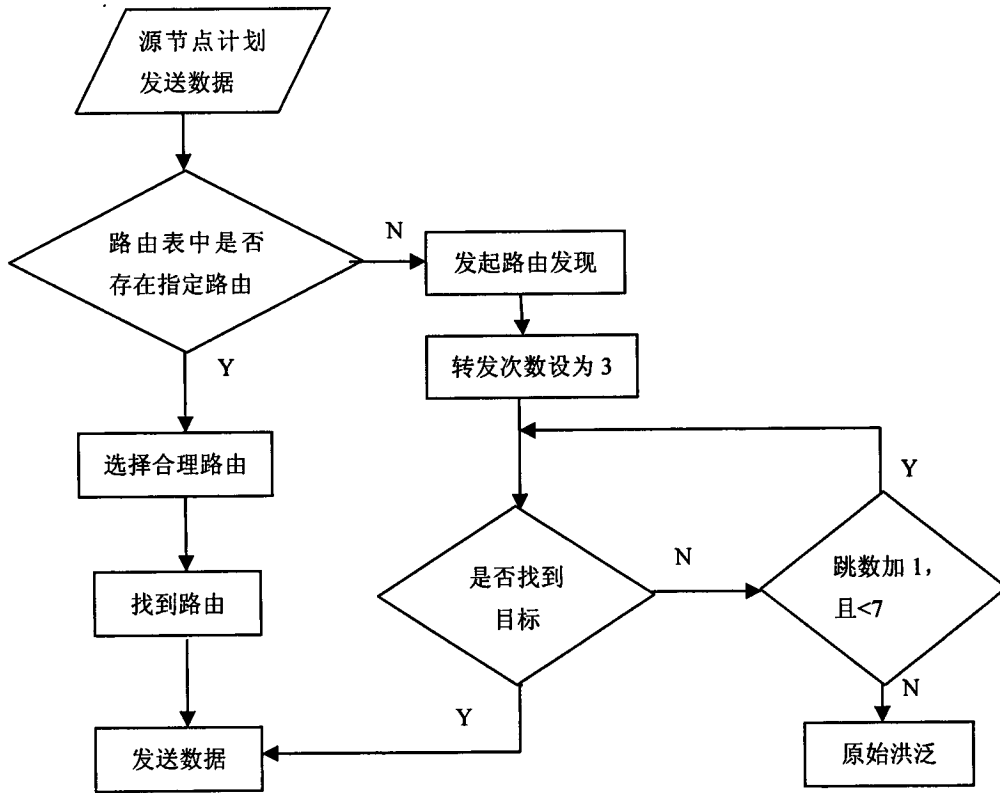 源节点计划
发送数据
路由表中是否
存在指定路由
N
发起路由发现
转发次数设为 3
Y
选择合理路由
Y
是否找到
目标
N
跳数加 1，
且<7
找到路由
N
Y
发送数据
原始洪泛